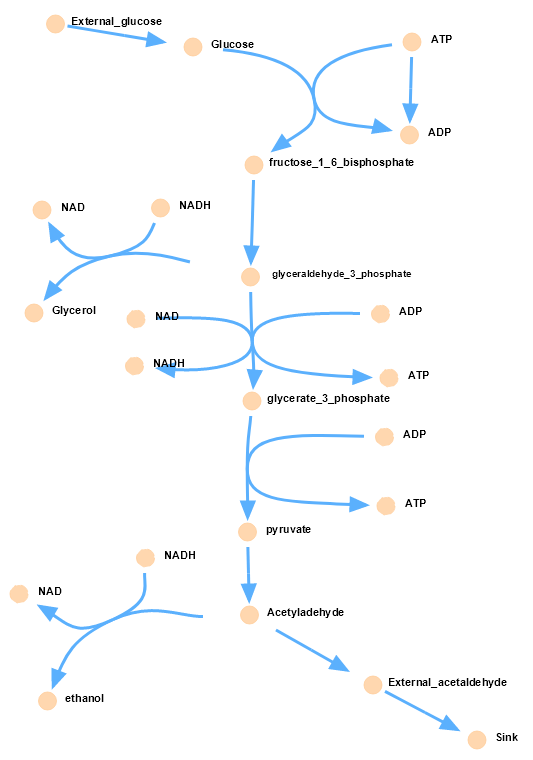 External_glucose
Glucose
ATP
ADP
fructose_1_6_bisphosphate
NAD
NADH
glyceraldehyde_3_phosphate
Glycerol
NAD
ADP
NADH
ATP
glycerate_3_phosphate
ADP
ATP
pyruvate
NADH
NAD
Acetyladehyde
External_acetaldehyde
ethanol
Sink